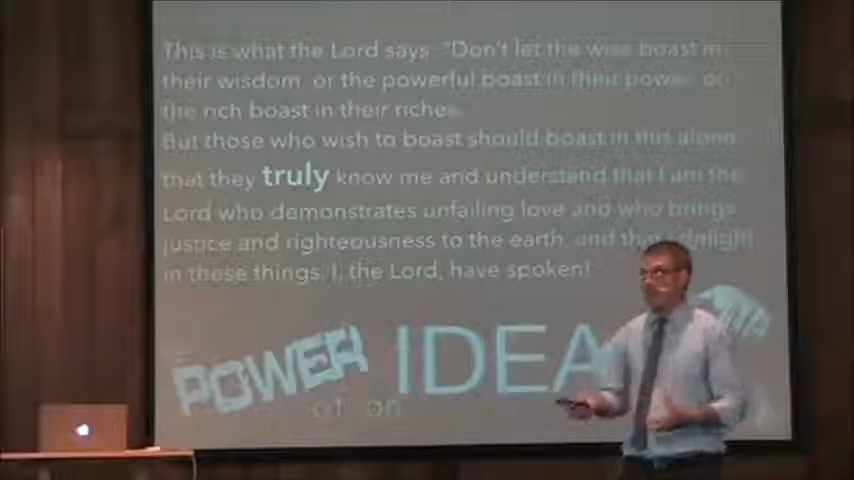 This is what the Lord says "Don't let the wise boast in
their wisdom or the powerful boast in their power or
the rich boast in their riches
But those who wish to boast should boast in this alone
that they truly know me and understand that I am the
Lord who demonstrates unfailing love and who brings
justice and righteousness to the earth, and that I delight
in these things. I, the Lord, have spoken!
POWER
of an
IDEA